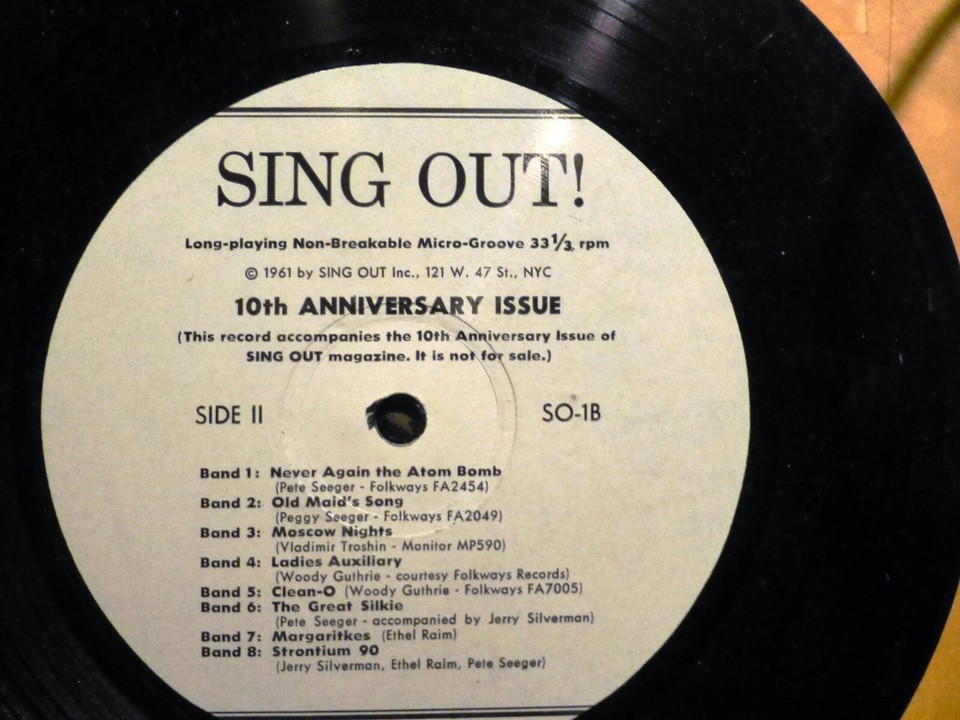 SING OUT!
Long-playing Non-Breakable Micro-Groove 33 1/3 rpm
© 1961 by SING OUT Inc., 121 W. 47 St., NYC
10th ANNIVERSARY ISSUE
(This record accompanies the 10th Anniversary Issue of
SING OUT magazine. It is not for sale.)
SIDE II SO-1B
Band 1: Never Again the Atom Bomb
(Pete Seeger - Folkways FA2454)
Band 2: Old Maid's Song
(Peggy Seeger - Folkways FA2049)
Band 3: Moscow Nights
(Vladimir Troshin - Monitor MP590)
Band 4: Ladies Auxiliary
(Woody Guthrie - courtesy Folkways Records)
Band 5: Clean-O (Woody Guthrie - Folkways FA7005)
Band 6: The Great Silkie
(Pete Seeger - accompanied by Jerry Silverman)
Band 7: Margaritkes (Ethel Raim)
Band 8: Strontium 90
(Jerry Silverman, Ethel Raim, Pete Seeger)